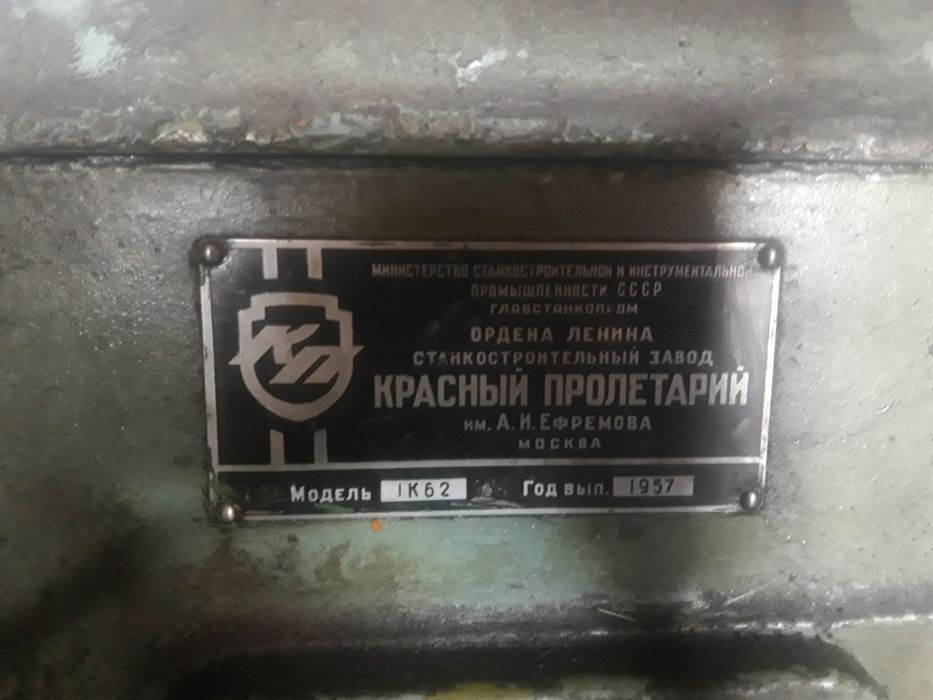 МИНИСТЕРСТВО СТАНКОСТРОИТЕЛЬНОЙ И ИНСТРУМЕНТАЛЬНОЙ
ПРОМЫШЛЕННОСТИ СССР
ГЛАВСТАНКОПРОМ
ОРДЕНА ЛЕНИНА
СТАНКОСТРОИТЕЛЬНЫЙ ЗАВОД
КП
КРАСНЫЙ ПРОЛЕТАРИЙ
ИМ. А.И. ЕФРЕМОВА
МОСКВА
МОДЕЛЬ 1К62 ГОД ВЫП. 1957